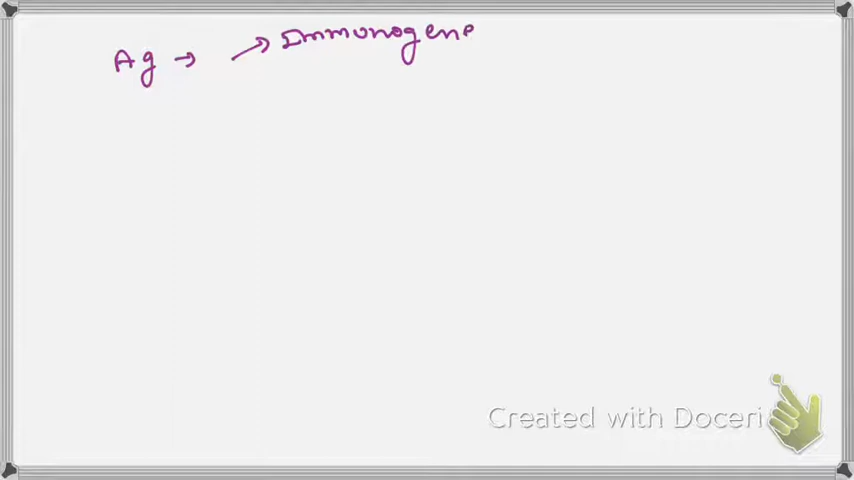 Ag → → Immunogene
Created with Doceri